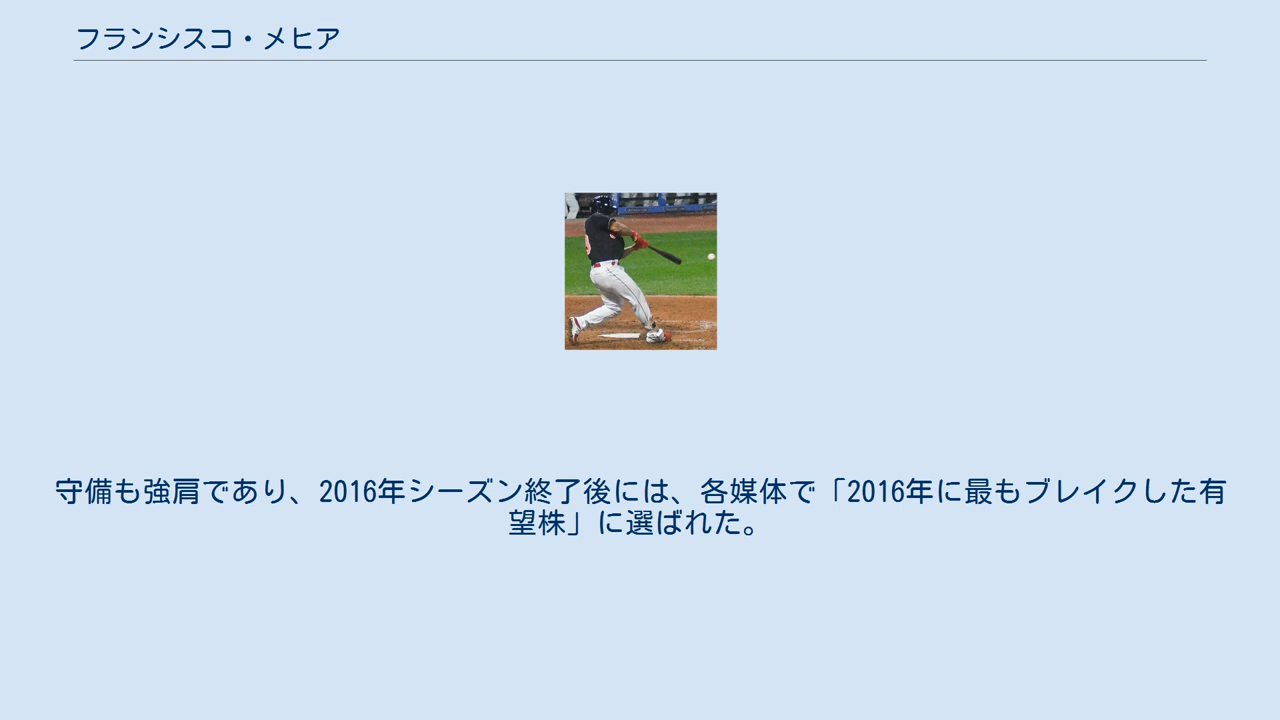 フランシスコ・メヒア
守備も強肩であり、2016年シーズン終了後には、各媒体で「2016年に最もブレイクした有
望株」に選ばれた。